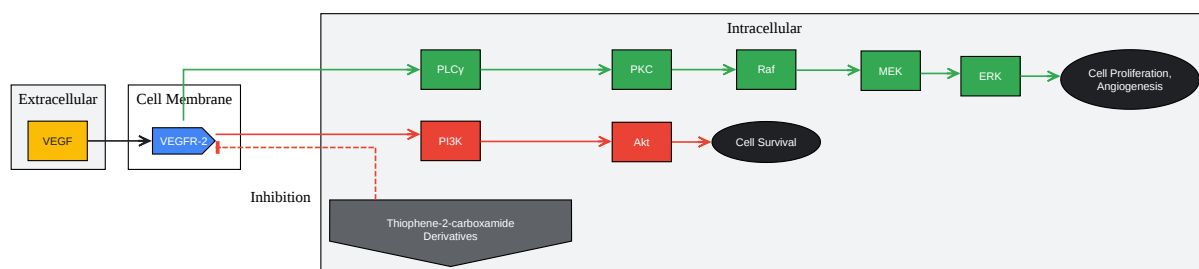 Intracellular
PLCγ
PKC
Raf
MEK
ERK
Cell Proliferation,
Angiogenesis
Extracellular
Cell Membrane
VEGF
VEGFR-2
PI3K
Akt
Cell Survival
Inhibition
Thiophene-2-carboxamide
Derivatives